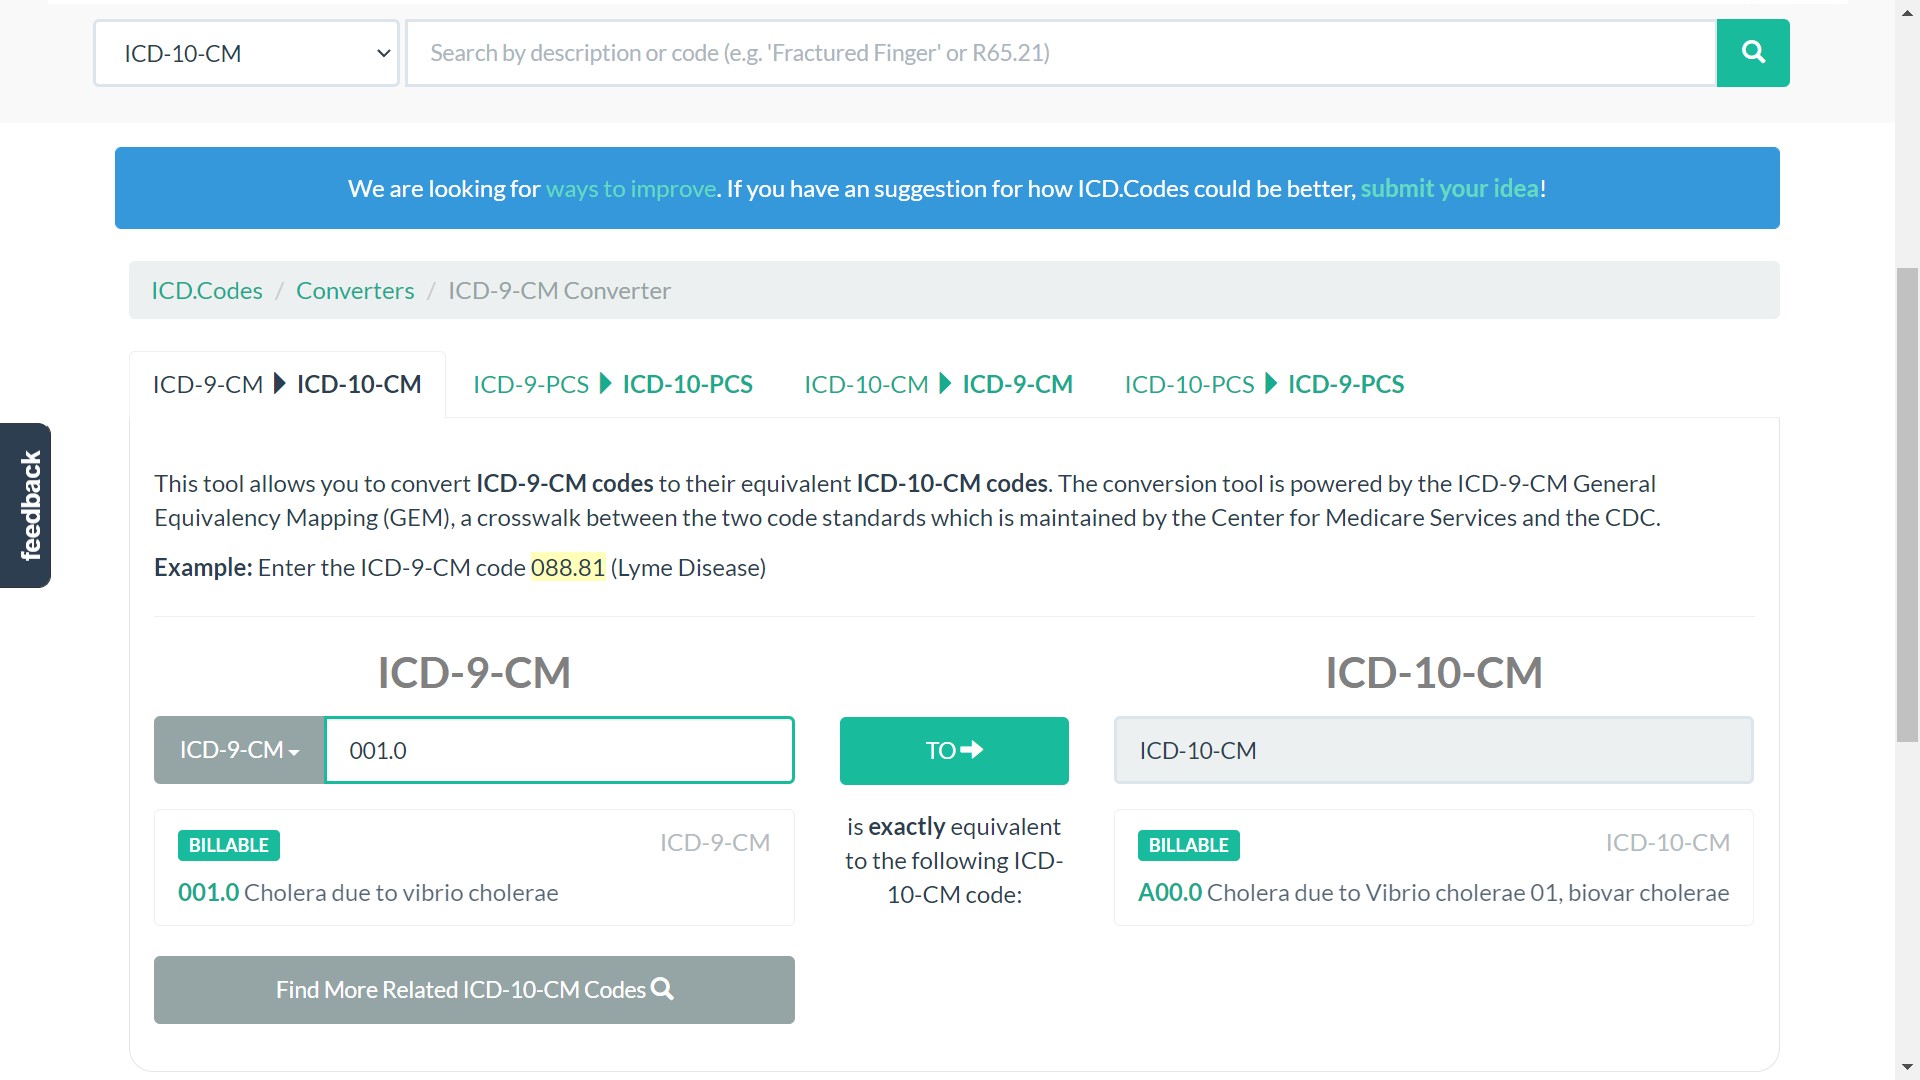 ICD-10-CM
Search by description or code (e.g. 'Fractured Finger' or R65.21)
We are looking for ways to improve. If you have an suggestion for how ICD.Codes could be better, submit your idea!
ICD.Codes / Converters / ICD-9-CM Converter
ICD-9-CM ICD-10-CM
ICD-9-PCS ICD-10-PCS
ICD-10-CM ICD-9-CM
ICD-10-PCS ICD-9-PCS
feedback
This tool allows you to convert ICD-9-CM codes to their equivalent ICD-10-CM codes. The conversion tool is powered by the ICD-9-CM General
Equivalency Mapping (GEM), a crosswalk between the two code standards which is maintained by the Center for Medicare Services and the CDC.
Example: Enter the ICD-9-CM code 088.81 (Lyme Disease)
ICD-9-CM
ICD-9-CM
001.0
BILLABLE
ICD-9-CM
001.0 Cholera due to vibrio cholerae
Find More Related ICD-10-CM Codes
TO
is exactly equivalent
to the following ICD-
10-CM code:
ICD-10-CM
ICD-10-CM
BILLABLE
ICD-10-CM
A00.0 Cholera due to Vibrio cholerae 01, biovar cholerae